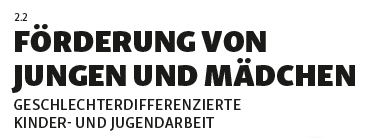 2.2
FÖRDERUNG VON
JUNGEN UND MÄDCHEN
GESCHLECHTERDIFFERENZIERTE
KINDER- UND JUGENDARBEIT